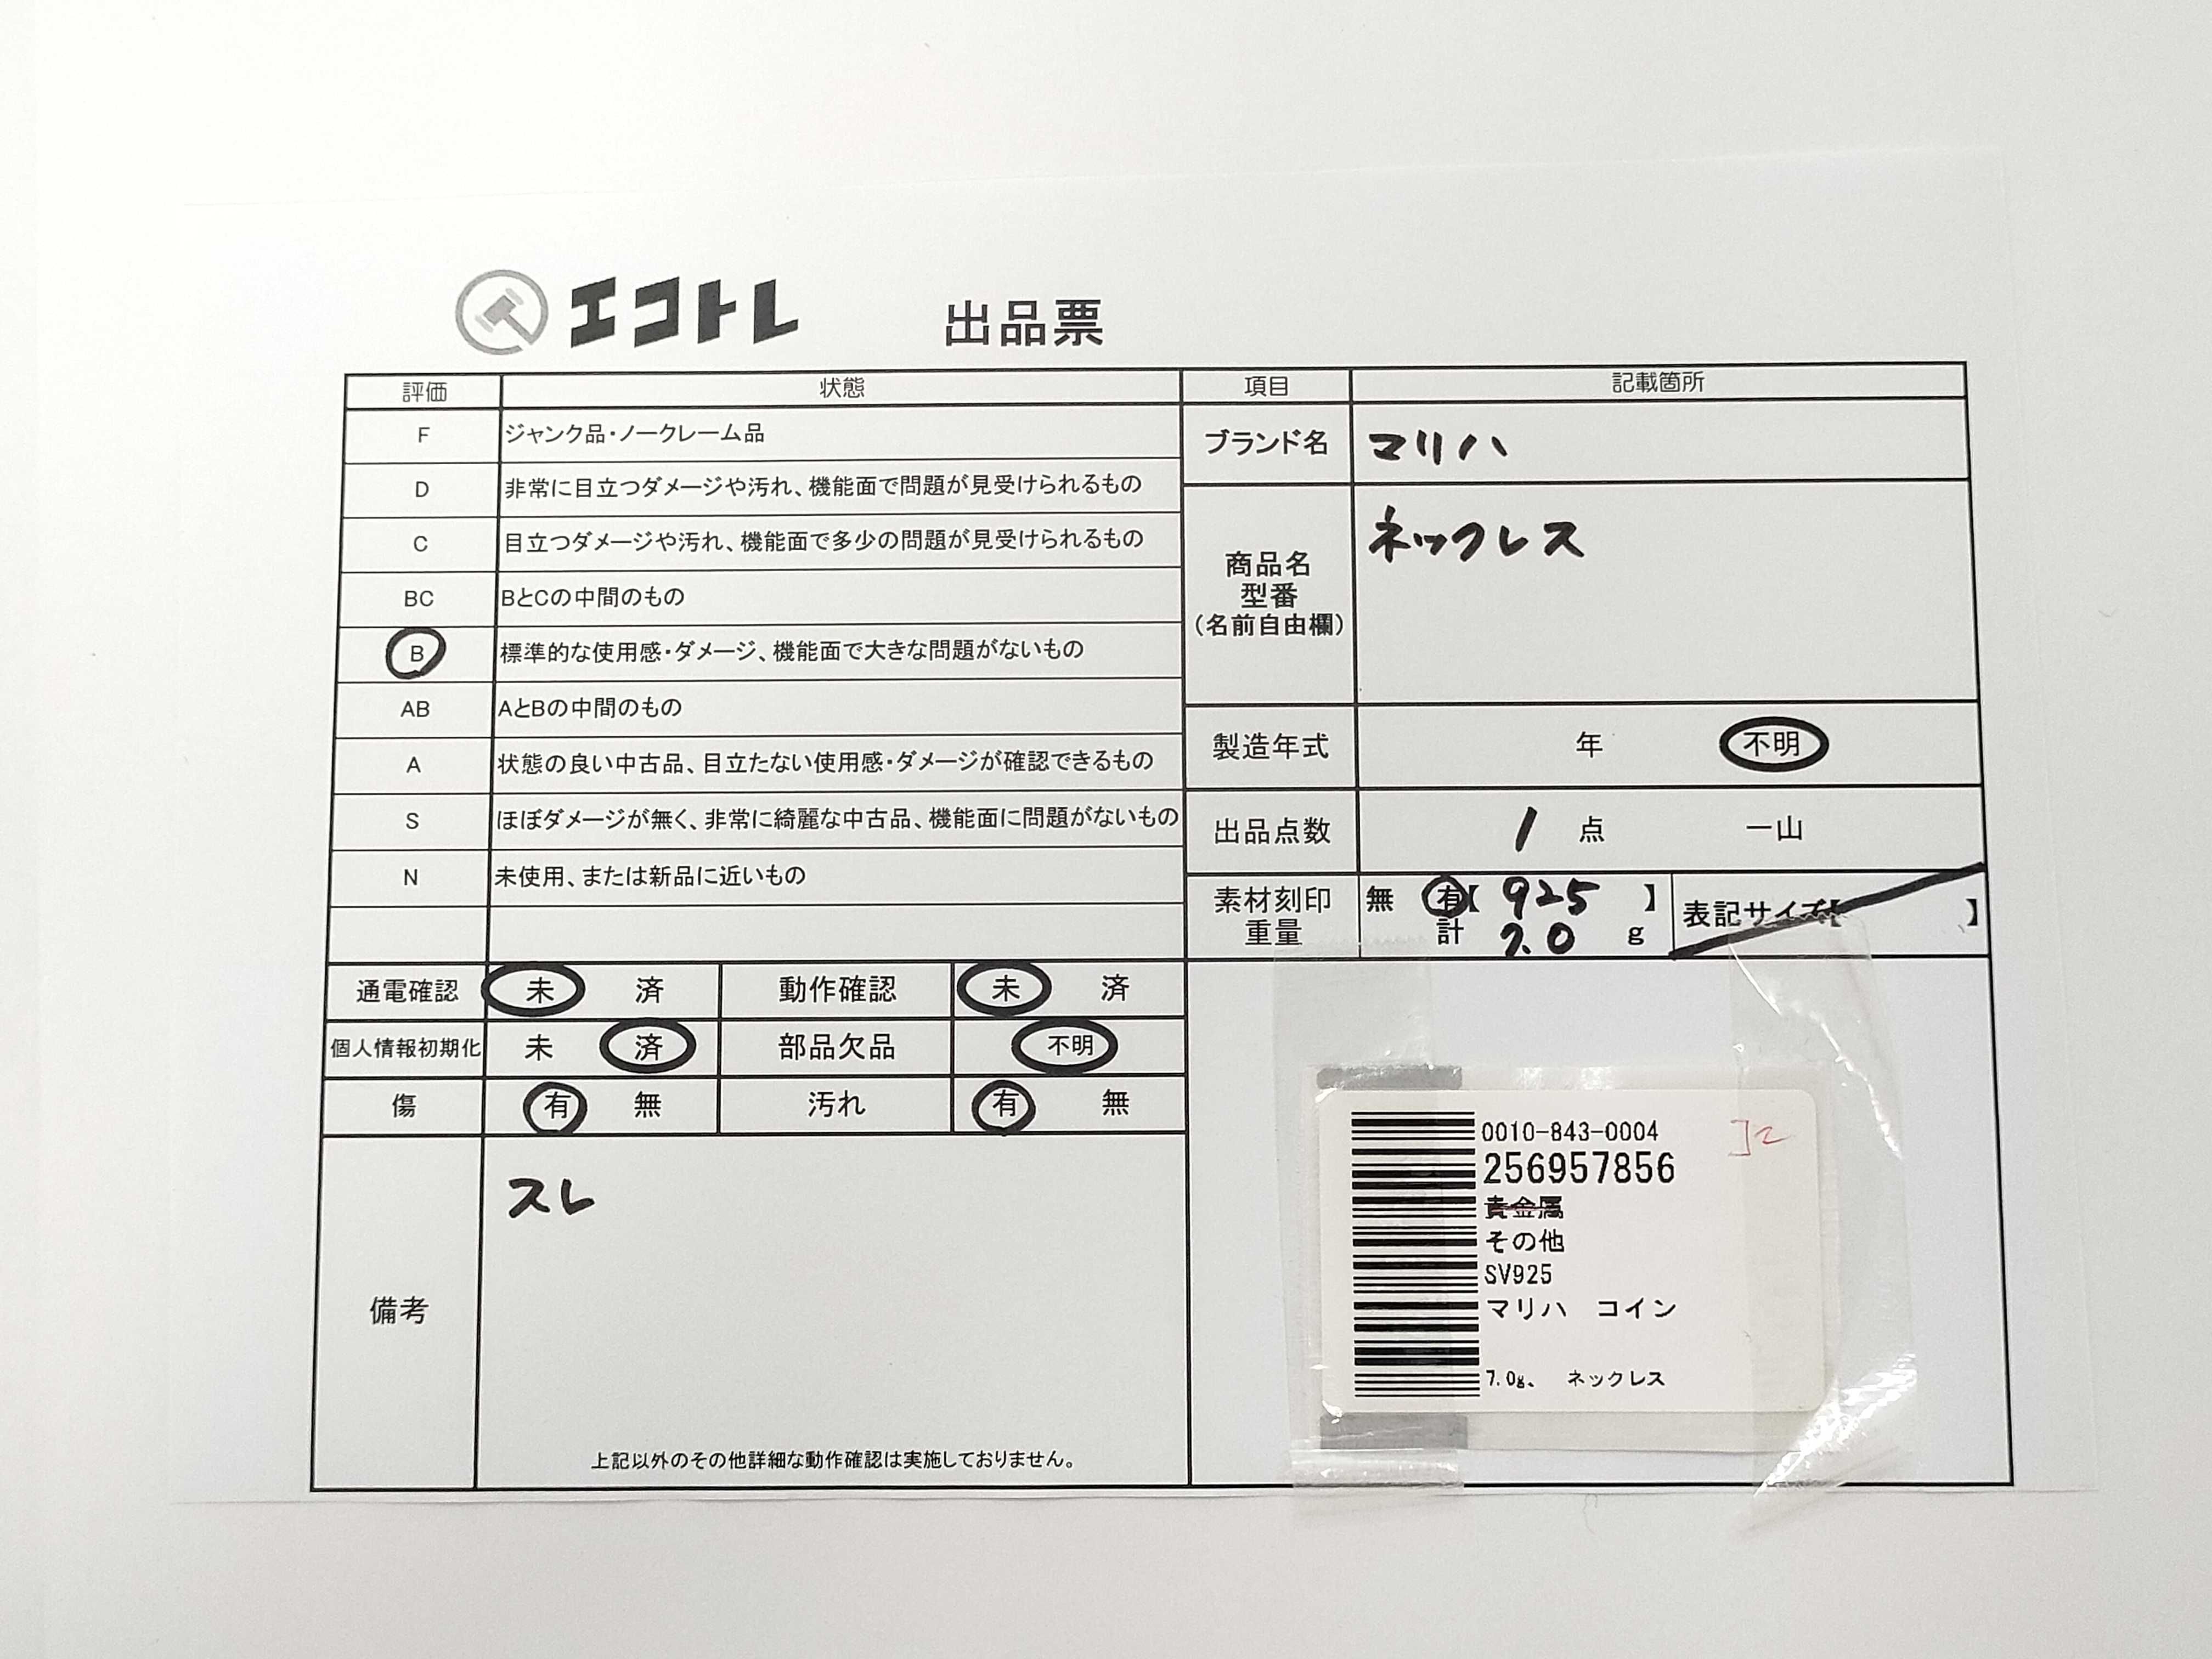 エコトレ 出品票
評価 状態 項目 記載箇所
F ジャンク品・ノークレーム品
D 非常に目立つダメージや汚れ、機能面で問題が見受けられるもの
C 目立つダメージや汚れ、機能面で多少の問題が見受けられるもの
BC BとCの中間のもの
B 標準的な使用感・ダメージ、機能面で大きな問題がないもの
AB AとBの中間のもの
A 状態の良い中古品、目立たない使用感・ダメージが確認できるもの
S ほぼダメージが無く、非常に綺麗な中古品、機能面に問題がないもの
N 未使用、または新品に近いもの
ブランド名 マリハ
商品名
型番
(名前自由欄)
ネックレス
製造年式 年 不明
出品点数 1 点 一山
素材刻印 無 有【 925 】
重量 計 7.0 g
表記サイズ【 】
通電確認 未 済 動作確認 未 済
個人情報初期化 未 済 部品欠品 不明
傷 有 無 汚れ 有 無
備考
スレ
上記以外のその他詳細な動作確認は実施しておりません。
0010-843-0004
256957856
貴金属
その他
SV925
マリハ コイン
7.0g、 ネックレス